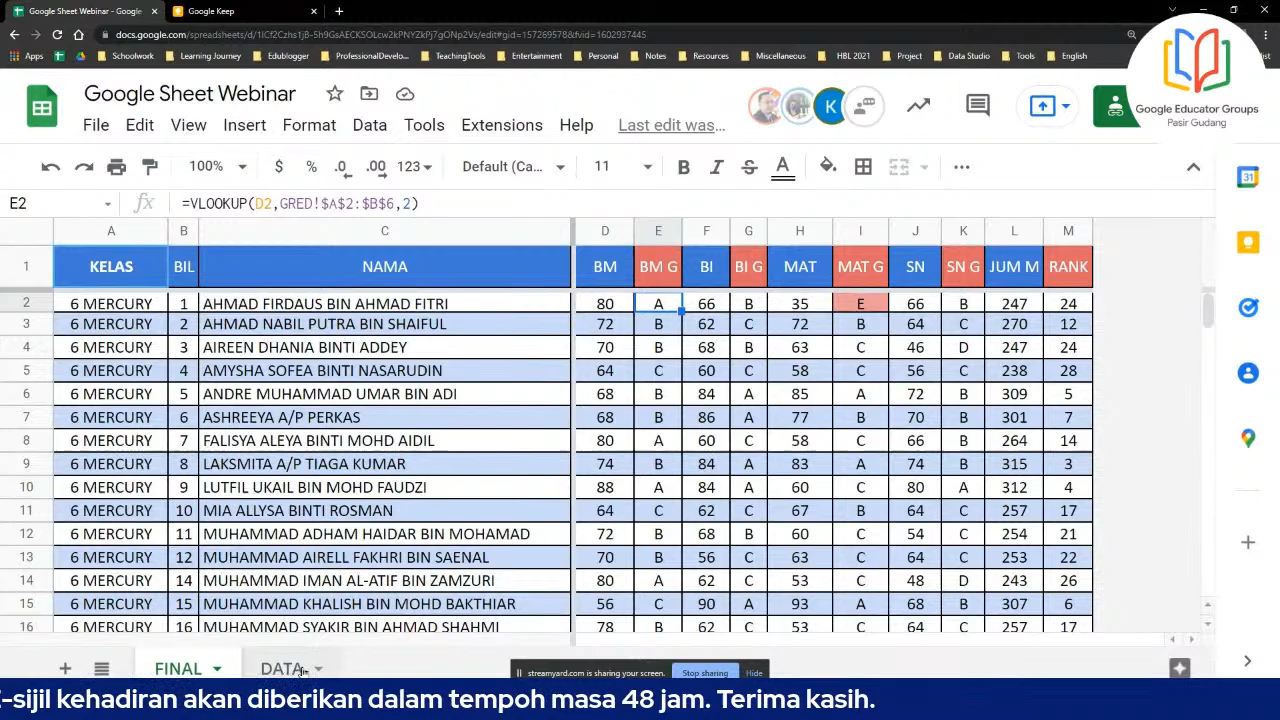 Google Sheet Webinar - Google
Google Keep
Apps
Schoolwork
Learning Journey
Edublogger
ProfessionalDevelo...
TeachingTools
Entertainment
Personal
Notes
Resources
Miscellaneous
HBL 2021
Project
Data Studio
Tools
English
Google Educator Groups
Pasir Gudang
Google Sheet Webinar
K
File Edit View Insert Format Data Tools Extensions Help Last edit was...
100% $ % .0 .00 123 Default (Ca... 11 B I S A
E2 fx =VLOOKUP(D2,GRED!$A$2:$B$6,2)
A B C D E F G H I J K L M
1 KELAS BIL NAMA BM BM G BI BI G MAT MAT G SN SN G JUM M RANK
2 6 MERCURY 1 AHMAD FIRDAUS BIN AHMAD FITRI 80 A 66 B 35 E 66 B 247 24
3 6 MERCURY 2 AHMAD NABIL PUTRA BIN SHAIFUL 72 B 62 C 72 B 64 C 270 12
4 6 MERCURY 3 AIREEN DHANIA BINTI ADDEY 70 B 68 B 63 C 46 D 247 24
5 6 MERCURY 4 AMYSHA SOFEA BINTI NASARUDIN 64 C 60 C 58 C 56 C 238 28
6 6 MERCURY 5 ANDRE MUHAMMAD UMAR BIN ADI 68 B 84 A 85 A 72 B 309 5
7 6 MERCURY 6 ASHREEYA A/P PERKAS 68 B 86 A 77 B 70 B 301 7
8 6 MERCURY 7 FALISYA ALEYA BINTI MOHD AIDIL 80 A 60 C 58 C 66 B 264 14
9 6 MERCURY 8 LAKSMITA A/P TIAGA KUMAR 74 B 84 A 83 A 74 B 315 3
10 6 MERCURY 9 LUTFIL UKAIL BIN MOHD FAUDZI 88 A 84 A 60 C 80 A 312 4
11 6 MERCURY 10 MIA ALLYSA BINTI ROSMAN 64 C 62 C 67 B 64 C 257 17
12 6 MERCURY 11 MUHAMMAD ADHAM HAIDAR BIN MOHAMAD 72 B 68 B 60 C 54 C 254 21
13 6 MERCURY 12 MUHAMMAD AIRELL FAKHRI BIN SAENAL 70 B 56 C 63 C 64 C 253 22
14 6 MERCURY 14 MUHAMMAD IMAN AL-ATIF BIN ZAMZURI 80 A 62 C 53 C 48 D 243 26
15 6 MERCURY 15 MUHAMMAD KHALISH BIN MOHD BAKTHIAR 56 C 90 A 93 A 68 B 307 6
16 6 MERCURY 16 MUHAMMAD SYAKIR BIN AHMAD SHAHMI 78 B 62 C 53 C 64 C 257 17
FINAL DATA
streamyard.com is sharing your screen. Stop sharing Hide
-sijil kehadiran akan diberikan dalam tempoh masa 48 jam. Terima kasih.